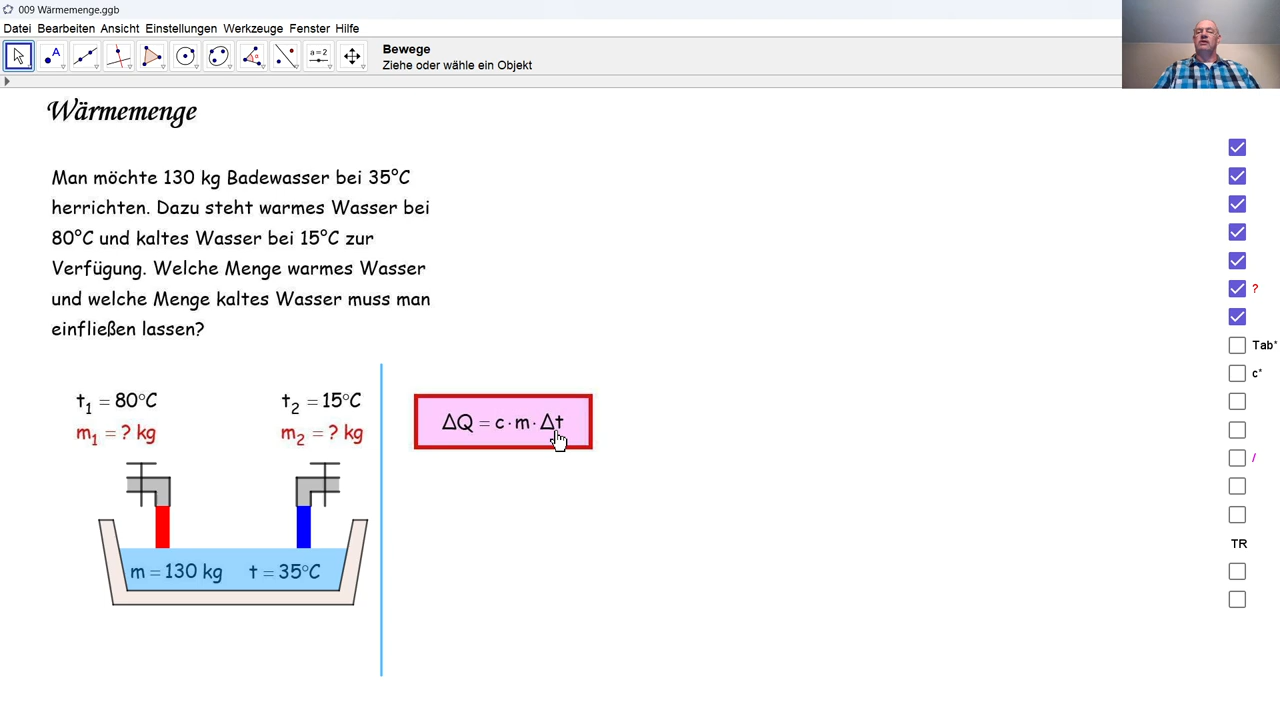 009 Wärmemenge.ggb
Datei Bearbeiten Ansicht Einstellungen Werkzeuge Fenster Hilfe
A
a=2
Bewege
Ziehe oder wähle ein Objekt
Wärmemenge
Man möchte 130 kg Badewasser bei 35°C
herrichten. Dazu steht warmes Wasser bei
80°C und kaltes Wasser bei 15°C zur
Verfügung. Welche Menge warmes Wasser
und welche Menge kaltes Wasser muss man
einfließen lassen?
t₁ = 80°C
m₁ = ? kg
t₂ = 15°C
m₂ = ? kg
m = 130 kg t = 35°C
ΔQ = c · m · Δt
?
Tab*
c*
/
TR